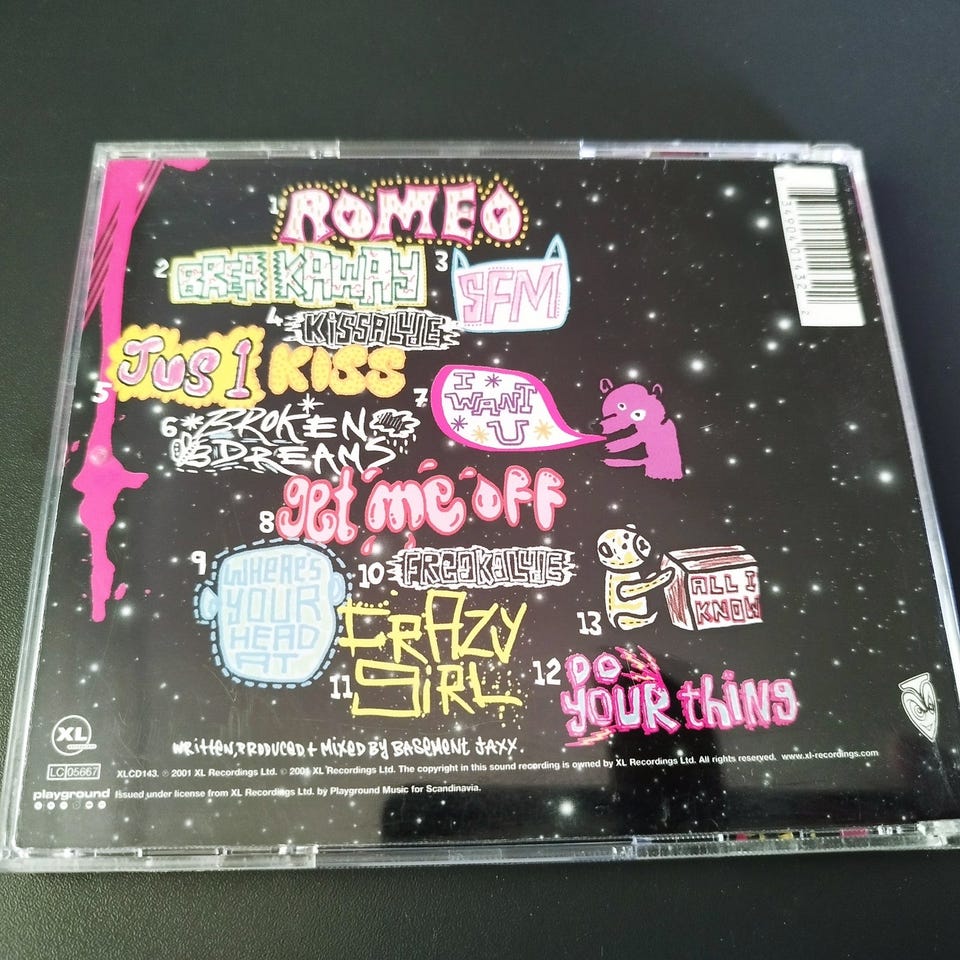 1 ROMEO
2 BREAKAWAY
3 SFM
4 KISSALUDE
5 JUS 1 KISS
6 BROKEN
DREAMS
7 I
WANT
U
8 get me off
9 WHERE'S
YOUR
HEAD
AT
10 FREAKALUDE
11 CRAZY
GIRL
12 DO
YOUR thing
13 ALL I
KNOW
WRITTEN, PRODUCED + MIXED BY BASEMENT JAXX.
XL
LC 05667
XLCD143. ℗ 2001 XL Recordings Ltd. © 2001 XL Recordings Ltd. The copyright in this sound recording is owned by XL Recordings Ltd. All rights reserved. www.xl-recordings.com
playground
Issued under license from XL Recordings Ltd. by Playground Music for Scandinavia.